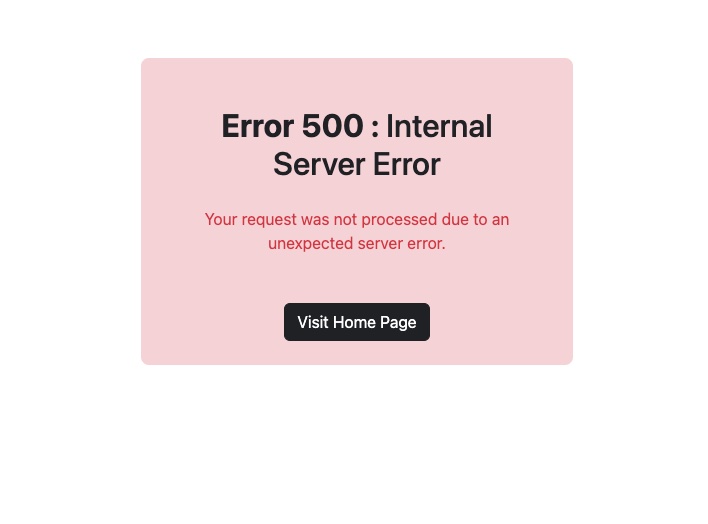 Error 500 : Internal
Server Error
Your request was not processed due to an
unexpected server error.
Visit Home Page